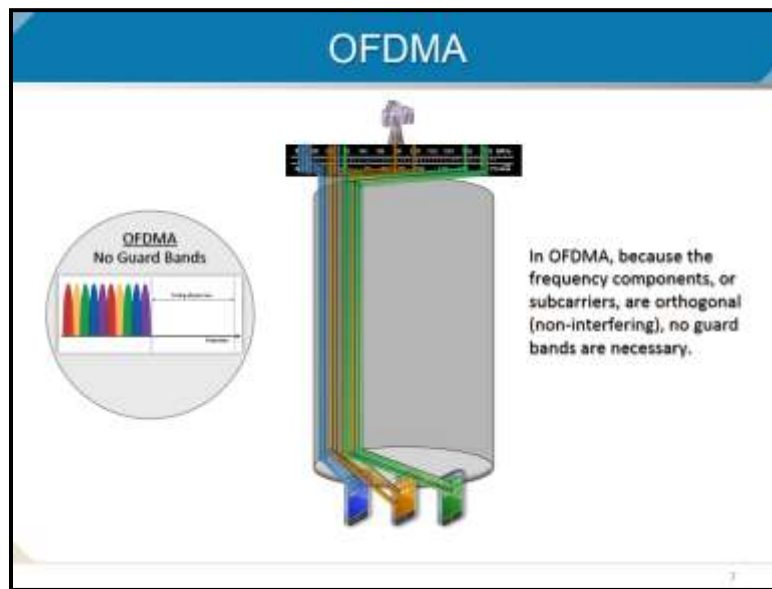 OFDMA
OFDMA
No Guard Bands
In OFDMA, because the
frequency components, or
subcarriers, are orthogonal
(non-interfering), no guard
bands are necessary.
7